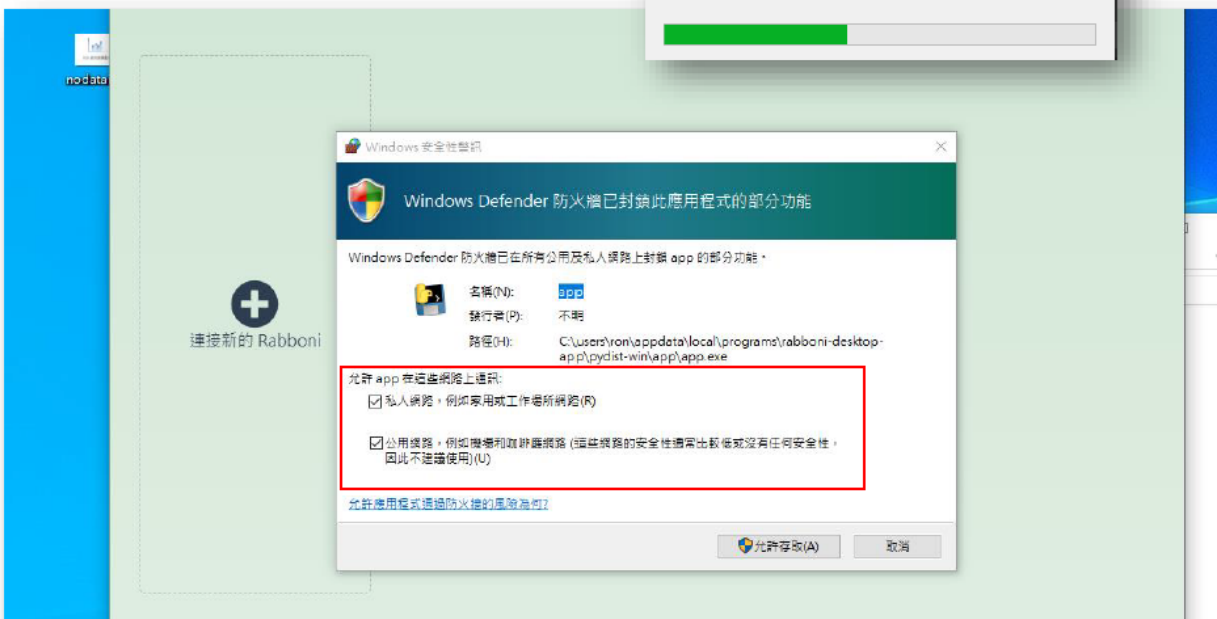 no data
連接新的 Rabboni
Windows 安全性警訊
Windows Defender 防火牆已封鎖此應用程式的部分功能
Windows Defender 防火牆已在所有公用及私人網路上封鎖 app 的部分功能。
名稱(N): app
發行者(P): 不明
路徑(H): C:\users\ron\appdata\local\programs\rabboni-desktop-
app\pydist-win\app\app.exe
允許 app 在這些網路上通訊:
私人網路，例如家用或工作場所網路(R)
公用網路，例如機場和咖啡廳網路 (這些網路的安全性通常比較低或沒有任何安全性，
因此不建議使用)(U)
允許應用程式通過防火牆的風險為何?
允許存取(A)
取消